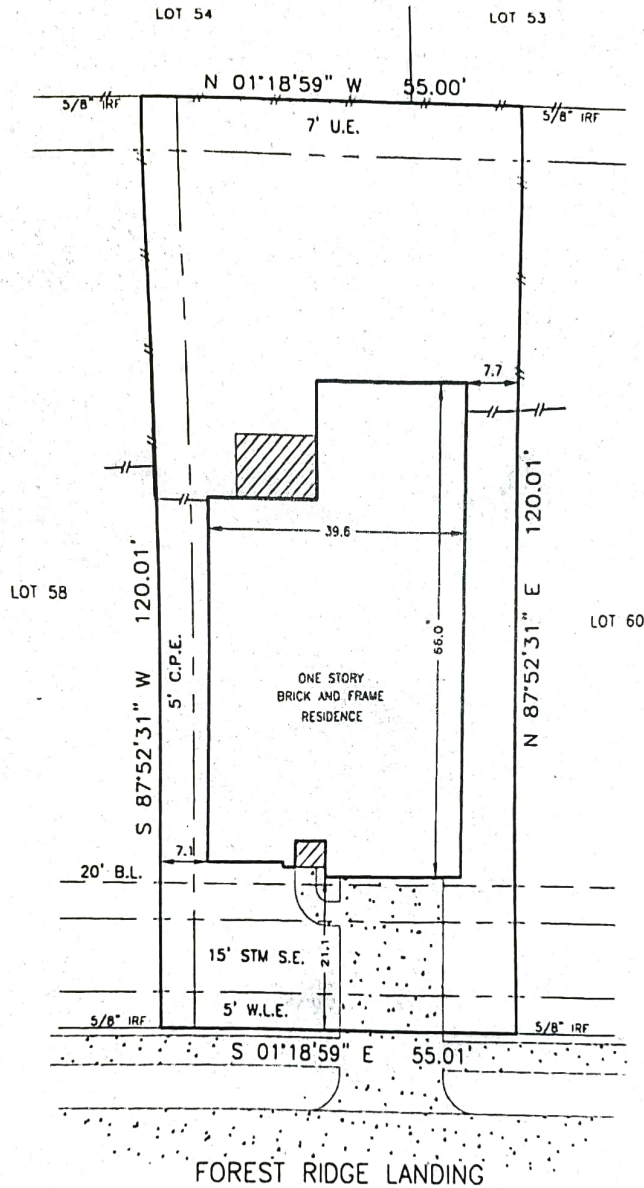 LOT 54
LOT 53
N 01°18'59" W 55.00'
5/8" IRF
5/8" IRF
7' U.E.
7.7
39.6
LOT 58
S 87°52'31" W 120.01'
5' C.P.E.
66.0'
N 87°52'31" E 120.01'
LOT 60
ONE STORY
BRICK AND FRAME
RESIDENCE
7.1
20' B.L.
15' STM S.E.
21.1
5' W.L.E.
5/8" IRF
5/8" IRF
S 01°18'59" E 55.01'
FOREST RIDGE LANDING